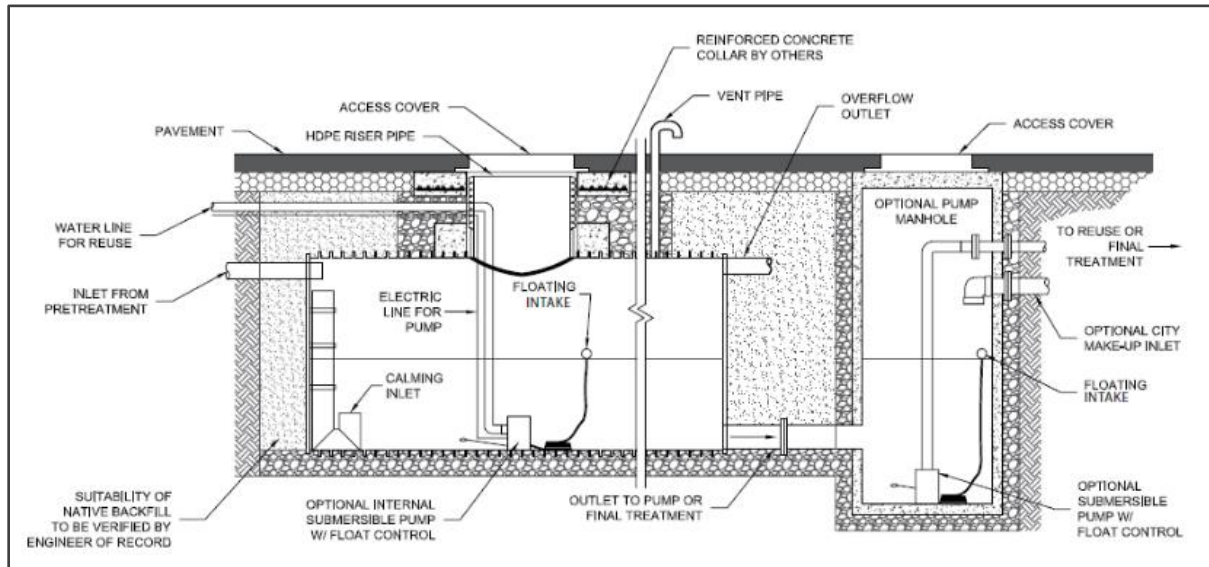 REINFORCED CONCRETE
COLLAR BY OTHERS
VENT PIPE
OVERFLOW
OUTLET
ACCESS COVER
ACCESS COVER
PAVEMENT
HDPE RISER PIPE
OPTIONAL PUMP
MANHOLE
WATER LINE
FOR REUSE
TO REUSE OR
FINAL
TREATMENT
INLET FROM
PRETREATMENT
ELECTRIC
LINE FOR
PUMP
FLOATING
INTAKE
OPTIONAL CITY
MAKE-UP INLET
CALMING
INLET
FLOATING
INTAKE
SUITABILITY OF
NATIVE BACKFILL
TO BE VERIFIED BY
ENGINEER OF RECORD
OPTIONAL INTERNAL
SUBMERSIBLE PUMP
W/ FLOAT CONTROL
OUTLET TO PUMP OR
FINAL TREATMENT
OPTIONAL
SUBMERSIBLE
PUMP W/
FLOAT CONTROL